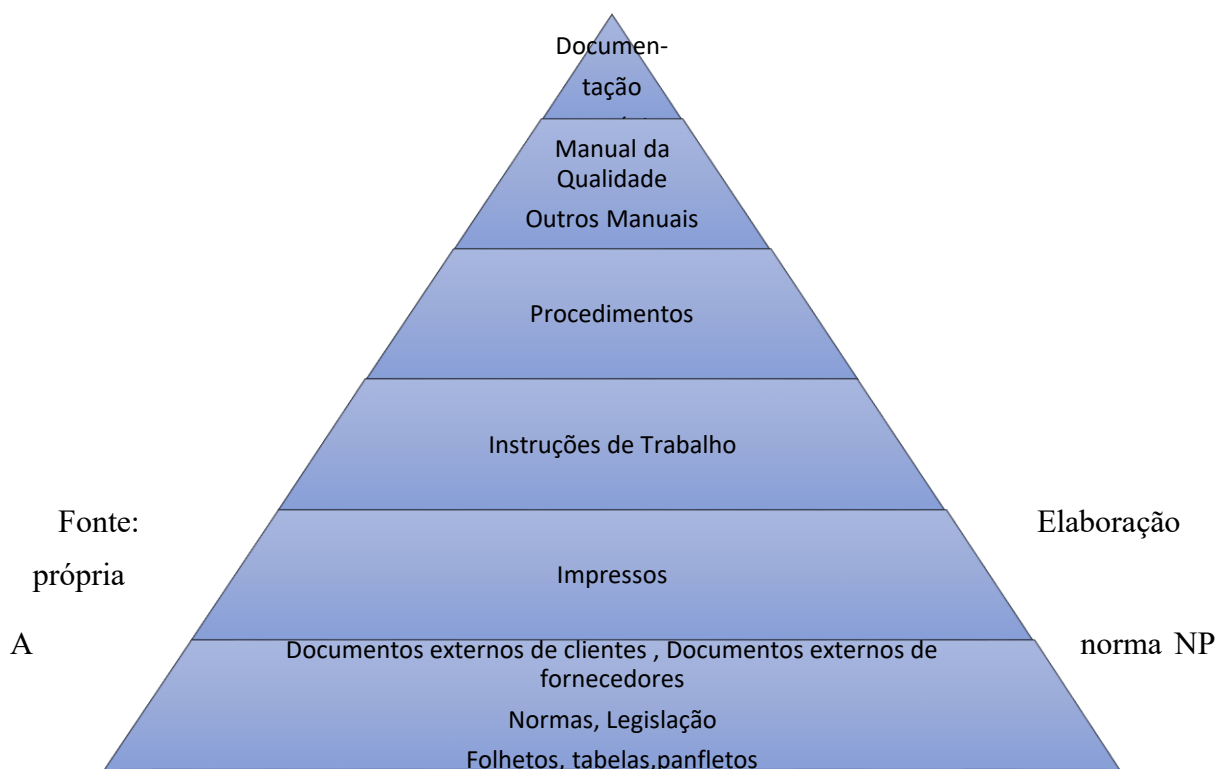 Documen-
tação
Manual da
Qualidade
Outros Manuais
Procedimentos
Instruções de Trabalho
Fonte: Elaboração
própria
Impressos
A norma NP
Documentos externos de clientes , Documentos externos de
fornecedores
Normas, Legislação
Folhetos, tabelas,panfletos